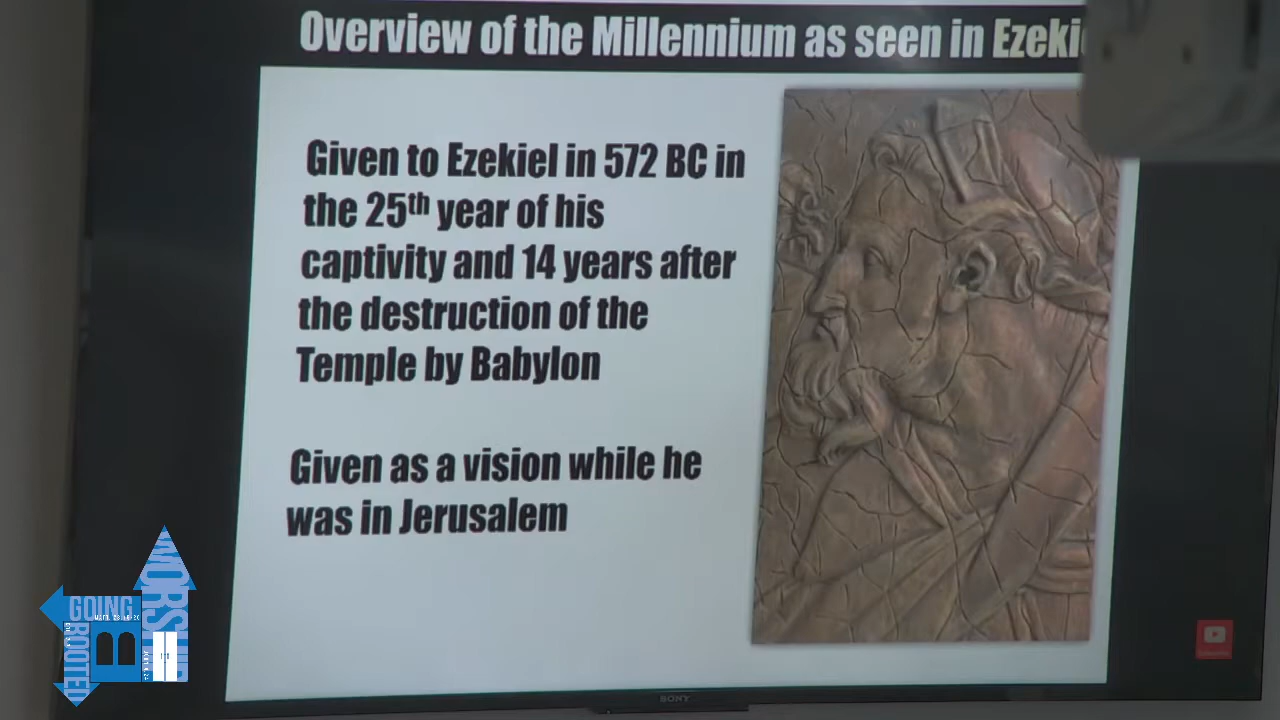 Overview of the Millennium as seen in Ezeki
Given to Ezekiel in 572 BC in
the 25th year of his
captivity and 14 years after
the destruction of the
Temple by Babylon
Given as a vision while he
was in Jerusalem
WORSHIP
GOING
ROOTED
SONY